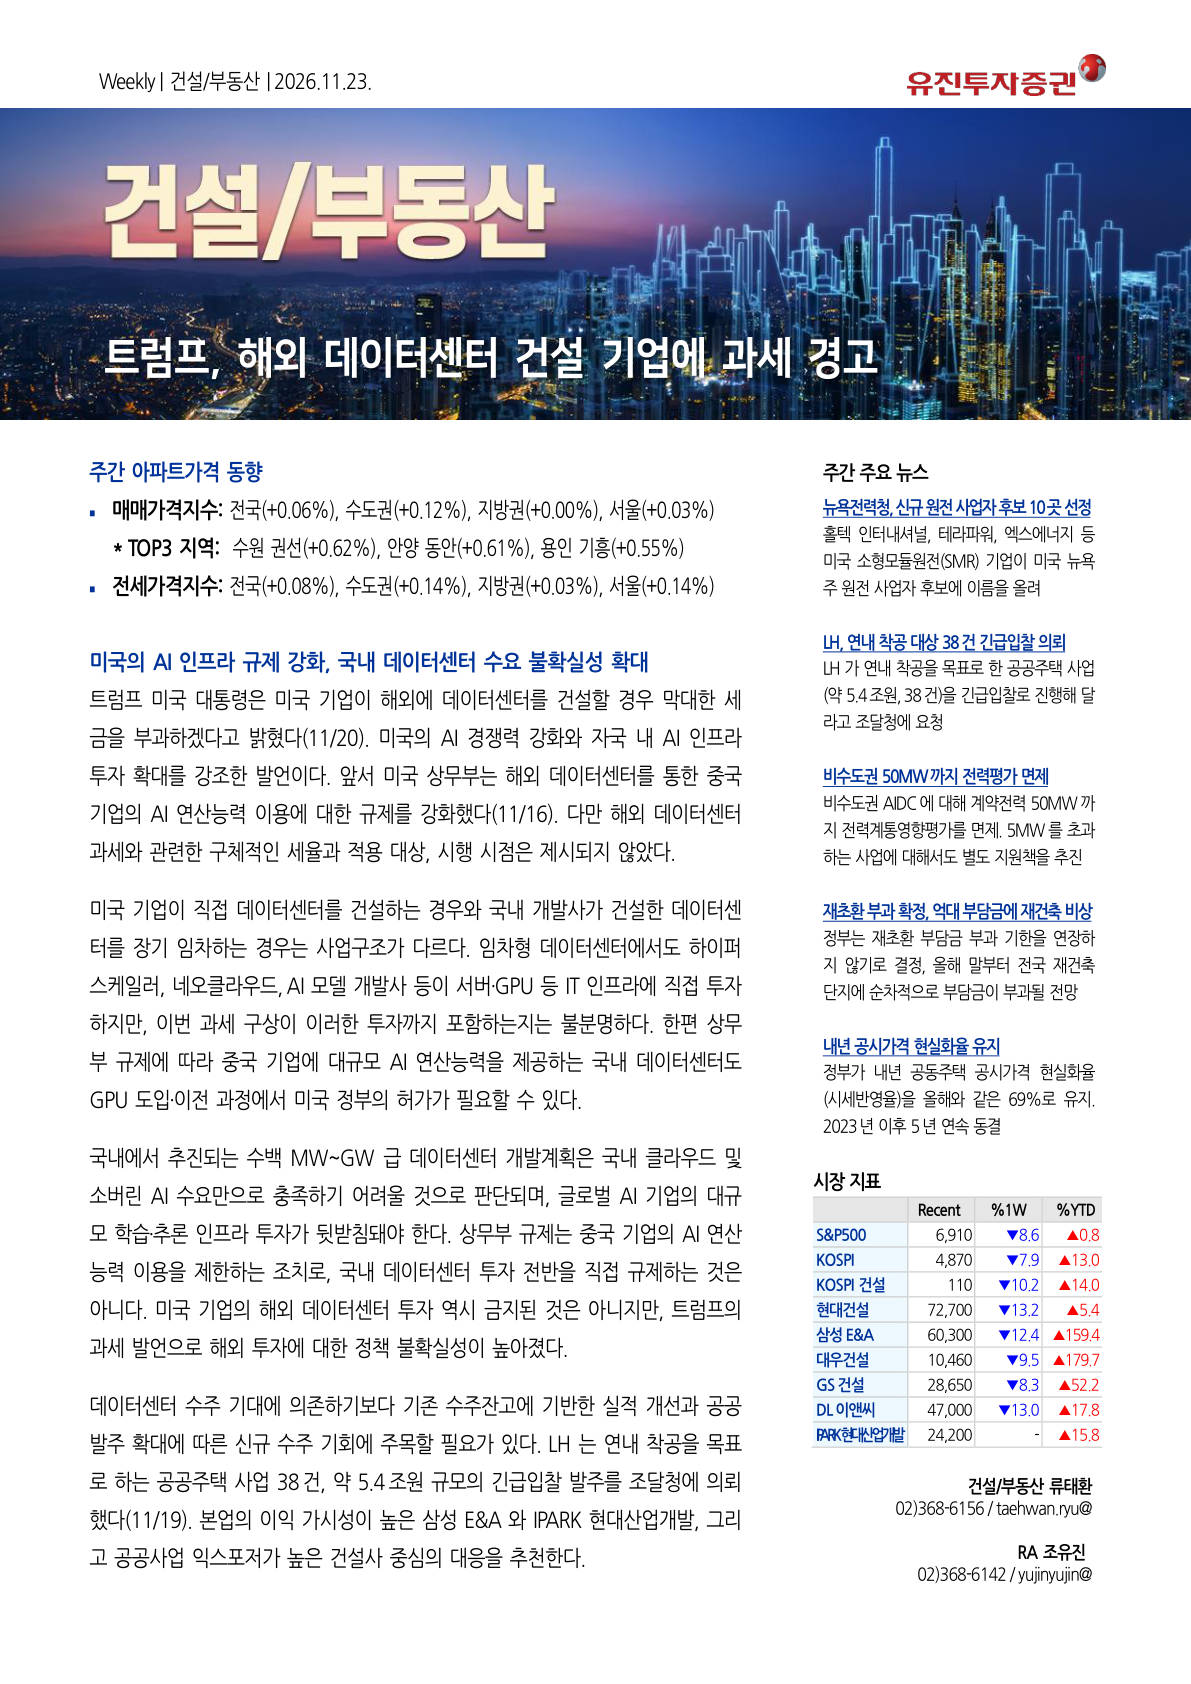 Weekly | 건설/부동산 | 2026.11.23.
유진투자증권
건설/부동산
트럼프, 해외 데이터센터 건설 기업에 과세 경고
주간 아파트가격 동향
▪ 매매가격지수: 전국(+0.06%), 수도권(+0.12%), 지방권(+0.00%), 서울(+0.03%)
* TOP3 지역: 수원 권선(+0.62%), 안양 동안(+0.61%), 용인 기흥(+0.55%)
▪ 전세가격지수: 전국(+0.08%), 수도권(+0.14%), 지방권(+0.03%), 서울(+0.14%)
미국의 AI 인프라 규제 강화, 국내 데이터센터 수요 불확실성 확대
트럼프 미국 대통령은 미국 기업이 해외에 데이터센터를 건설할 경우 막대한 세
금을 부과하겠다고 밝혔다(11/20). 미국의 AI 경쟁력 강화와 자국 내 AI 인프라
투자 확대를 강조한 발언이다. 앞서 미국 상무부는 해외 데이터센터를 통한 중국
기업의 AI 연산능력 이용에 대한 규제를 강화했다(11/16). 다만 해외 데이터센터
과세와 관련한 구체적인 세율과 적용 대상, 시행 시점은 제시되지 않았다.
미국 기업이 직접 데이터센터를 건설하는 경우와 국내 개발사가 건설한 데이터센
터를 장기 임차하는 경우는 사업구조가 다르다. 임차형 데이터센터에서도 하이퍼
스케일러, 네오클라우드, AI 모델 개발사 등이 서버·GPU 등 IT 인프라에 직접 투자
하지만, 이번 과세 구상이 이러한 투자까지 포함하는지는 불분명하다. 한편 상무
부 규제에 따라 중국 기업에 대규모 AI 연산능력을 제공하는 국내 데이터센터도
GPU 도입·이전 과정에서 미국 정부의 허가가 필요할 수 있다.
국내에서 추진되는 수백 MW~GW 급 데이터센터 개발계획은 국내 클라우드 및
소버린 AI 수요만으로 충족하기 어려울 것으로 판단되며, 글로벌 AI 기업의 대규
모 학습·추론 인프라 투자가 뒷받침돼야 한다. 상무부 규제는 중국 기업의 AI 연산
능력 이용을 제한하는 조치로, 국내 데이터센터 투자 전반을 직접 규제하는 것은
아니다. 미국 기업의 해외 데이터센터 투자 역시 금지된 것은 아니지만, 트럼프의
과세 발언으로 해외 투자에 대한 정책 불확실성이 높아졌다.
데이터센터 수주 기대에 의존하기보다 기존 수주잔고에 기반한 실적 개선과 공공
발주 확대에 따른 신규 수주 기회에 주목할 필요가 있다. LH 는 연내 착공을 목표
로 하는 공공주택 사업 38 건, 약 5.4 조원 규모의 긴급입찰 발주를 조달청에 의뢰
했다(11/19). 본업의 이익 가시성이 높은 삼성 E&A 와 IPARK 현대산업개발, 그리
고 공공사업 익스포저가 높은 건설사 중심의 대응을 추천한다.
주간 주요 뉴스
뉴욕전력청, 신규 원전 사업자 후보 10 곳 선정
홀텍 인터내셔널, 테라파워, 엑스에너지 등
미국 소형모듈원전(SMR) 기업이 미국 뉴욕
주 원전 사업자 후보에 이름을 올려
LH, 연내 착공 대상 38 건 긴급입찰 의뢰
LH 가 연내 착공을 목표로 한 공공주택 사업
(약 5.4 조원, 38 건)을 긴급입찰로 진행해 달
라고 조달청에 요청
비수도권 50MW 까지 전력평가 면제
비수도권 AIDC 에 대해 계약전력 50MW 까
지 전력계통영향평가를 면제. 5MW 를 초과
하는 사업에 대해서도 별도 지원책을 추진
재초환 부과 확정, 억대 부담금에 재건축 비상
정부는 재초환 부담금 부과 기한을 연장하
지 않기로 결정, 올해 말부터 전국 재건축
단지에 순차적으로 부담금이 부과될 전망
내년 공시가격 현실화율 유지
정부가 내년 공동주택 공시가격 현실화율
(시세반영율)을 올해와 같은 69%로 유지.
2023 년 이후 5 년 연속 동결
시장 지표
Recent %1W %YTD
S&P500 6,910 ▼8.6 ▲0.8
KOSPI 4,870 ▼7.9 ▲13.0
KOSPI 건설 110 ▼10.2 ▲14.0
현대건설 72,700 ▼13.2 ▲5.4
삼성 E&A 60,300 ▼12.4 ▲159.4
대우건설 10,460 ▼9.5 ▲179.7
GS 건설 28,650 ▼8.3 ▲52.2
DL 이앤씨 47,000 ▼13.0 ▲17.8
IPARK현대산업개발 24,200 - ▲15.8
건설/부동산 류태환
02)368-6156 / taehwan.ryu@
RA 조유진
02)368-6142 / yujinyujin@